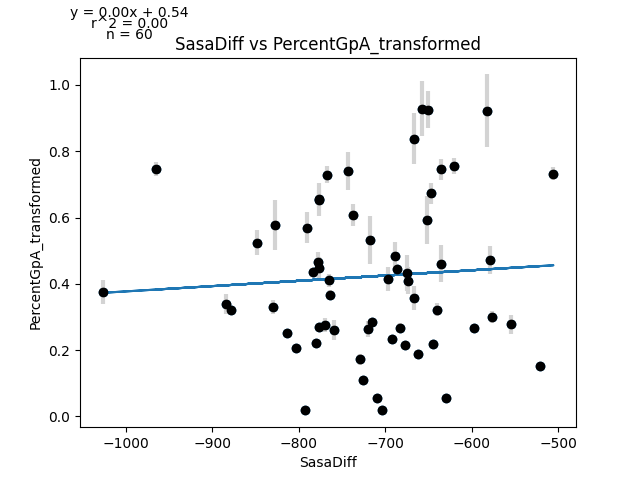 y = 0.00x + 0.54
r^2 = 0.00
n = 60
SasaDiff vs PercentGpA_transformed
1.0
0.8
0.6
0.4
0.2
0.0
PercentGpA_transformed
−1000
−900
−800
−700
−600
−500
SasaDiff